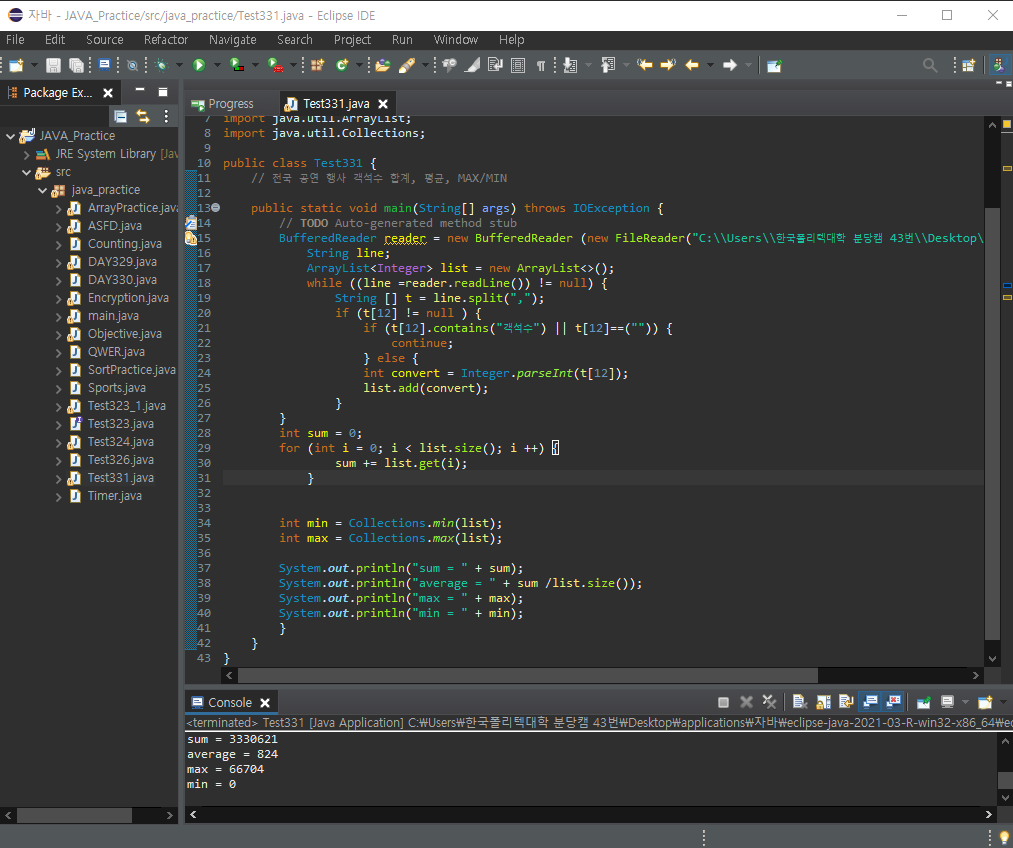 자바 - JAVA_Practice/src/java_practice/Test331.java - Eclipse IDE
File Edit Source Refactor Navigate Search Project Run Window Help
Package Ex...
JAVA_Practice
JRE System Library [Jav
src
java_practice
ArrayPractice.java
ASFD.java
Counting.java
DAY329.java
DAY330.java
Encryption.java
main.java
Objective.java
QWER.java
SortPractice.java
Sports.java
Test323_1.java
Test323.java
Test324.java
Test326.java
Test331.java
Timer.java
Progress Test331.java
7 import java.util.ArrayList;
8 import java.util.Collections;
9
10 public class Test331 {
11 // 전국 공연 행사 객석수 합계, 평균, MAX/MIN
12
13 public static void main(String[] args) throws IOException {
14 // TODO Auto-generated method stub
15 BufferedReader reader = new BufferedReader (new FileReader("C:\\Users\\한국폴리텍대학 분당캠 43번\\Desktop\
16 String line;
17 ArrayList<Integer> list = new ArrayList<>();
18 while ((line =reader.readLine()) != null) {
19 String [] t = line.split(",");
20 if (t[12] != null ) {
21 if (t[12].contains("객석수") || t[12]==("")) {
22 continue;
23 } else {
24 int convert = Integer.parseInt(t[12]);
25 list.add(convert);
26 }
27 }
28 int sum = 0;
29 for (int i = 0; i < list.size(); i ++) {
30 sum += list.get(i);
31 }
32
33
34 int min = Collections.min(list);
35 int max = Collections.max(list);
36
37 System.out.println("sum = " + sum);
38 System.out.println("average = " + sum /list.size());
39 System.out.println("max = " + max);
40 System.out.println("min = " + min);
41 }
42 }
43 }
Console
<terminated> Test331 [Java Application] C:₩Users₩한국폴리텍대학 분당캠 43번₩Desktop₩applications₩자바₩eclipse-java-2021-03-R-win32-x86_64₩ec
sum = 3330621
average = 824
max = 66704
min = 0